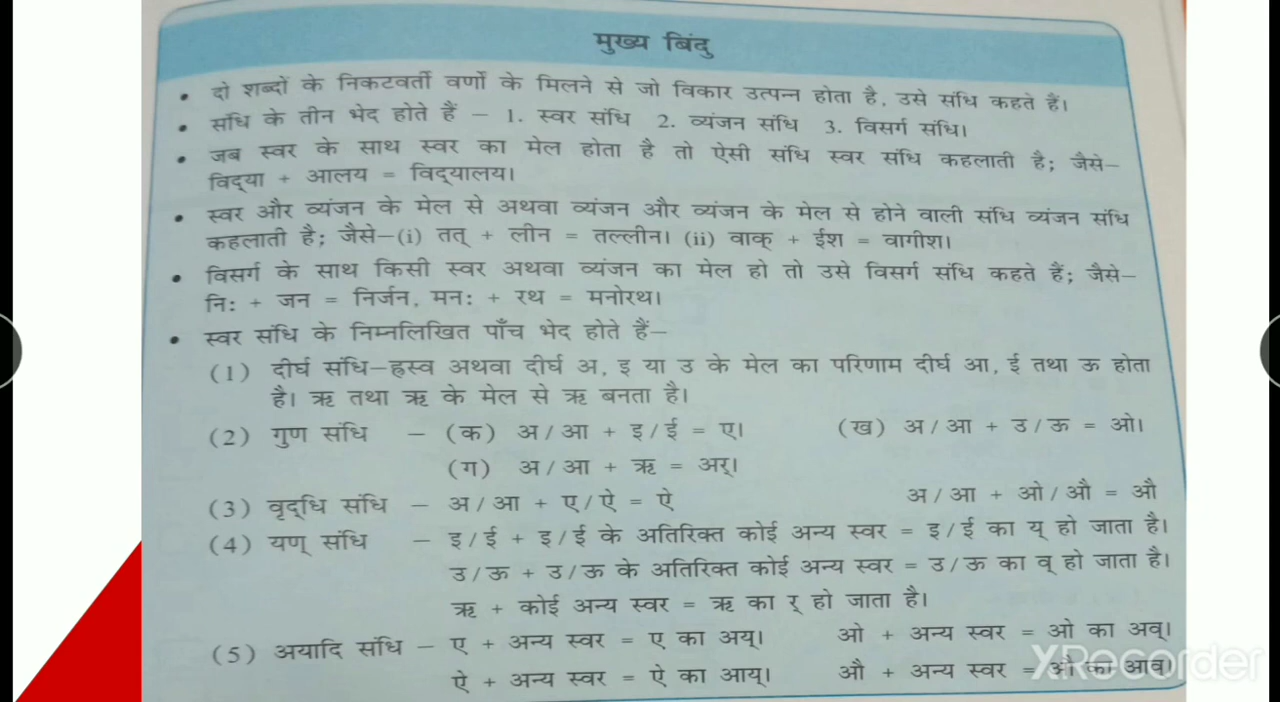 मुख्य बिंदु
• दो शब्दों के निकटवर्ती वर्णों के मिलने से जो विकार उत्पन्न होता है, उसे संधि कहते हैं।
• संधि के तीन भेद होते हैं – 1. स्वर संधि 2. व्यंजन संधि 3. विसर्ग संधि।
• जब स्वर के साथ स्वर का मेल होता है तो ऐसी संधि स्वर संधि कहलाती है; जैसे–
विद्‌या + आलय = विद्‌यालय।
• स्वर और व्यंजन के मेल से अथवा व्यंजन और व्यंजन के मेल से होने वाली संधि व्यंजन संधि
कहलाती है; जैसे–(i) तत् + लीन = तल्लीन। (ii) वाक् + ईश = वागीश।
• विसर्ग के साथ किसी स्वर अथवा व्यंजन का मेल हो तो उसे विसर्ग संधि कहते हैं; जैसे–
निः + जन = निर्जन, मनः + रथ = मनोरथ।
• स्वर संधि के निम्नलिखित पाँच भेद होते हैं–
(1) दीर्घ संधि–ह्रस्व अथवा दीर्घ अ, इ या उ के मेल का परिणाम दीर्घ आ, ई तथा ऊ होता
है। ऋ तथा ऋ के मेल से ऋ बनता है।
(2) गुण संधि – (क) अ/आ + इ/ई = ए। (ख) अ/आ + उ/ऊ = ओ।
(ग) अ/आ + ऋ = अर्।
(3) वृद्‌धि संधि – अ/आ + ए/ऐ = ऐ अ/आ + ओ/औ = औ
(4) यण् संधि – इ/ई + इ/ई के अतिरिक्त कोई अन्य स्वर = इ/ई का य् हो जाता है।
उ/ऊ + उ/ऊ के अतिरिक्त कोई अन्य स्वर = उ/ऊ का व् हो जाता है।
ऋ + कोई अन्य स्वर = ऋ का र् हो जाता है।
(5) अयादि संधि – ए + अन्य स्वर = ए का अय्। ओ + अन्य स्वर = ओ का अव्।
ऐ + अन्य स्वर = ऐ का आय्। औ + अन्य स्वर = औ का आव्।
XRecorder